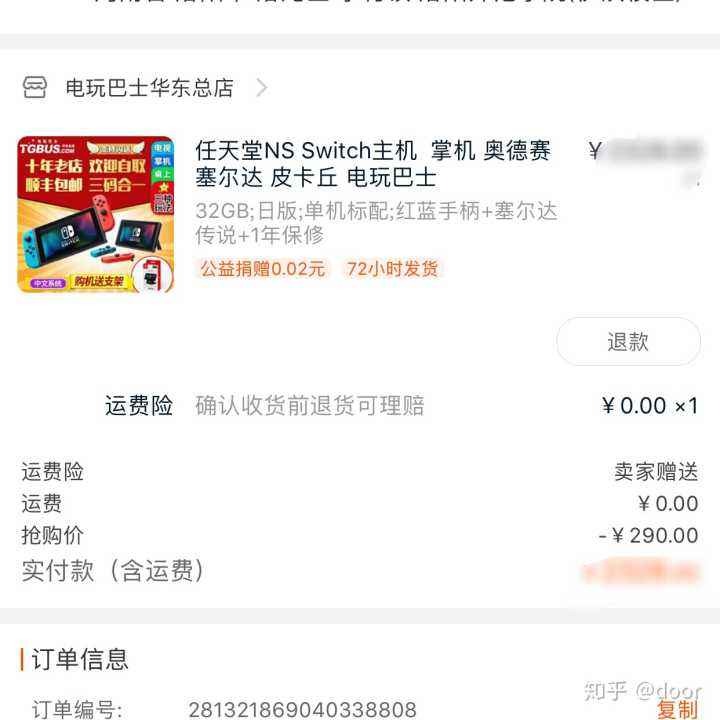 电玩巴士华东总店
TGBUS.COM
十年老店 欢迎自取
顺丰包邮 三码合一
电视
掌机
桌上
三种玩法
中文系统
购机送支架
任天堂NS Switch主机 掌机 奥德赛
塞尔达 皮卡丘 电玩巴士
¥
32GB;日版;单机标配;红蓝手柄+塞尔达
传说+1年保修
公益捐赠0.02元 72小时发货
退款
运费险 确认收货前退货可理赔 ¥0.00 ×1
运费险 卖家赠送
运费 ¥0.00
抢购价 -¥290.00
实付款（含运费）
订单信息
订单编号: 281321869040338808 复制
知乎 @door